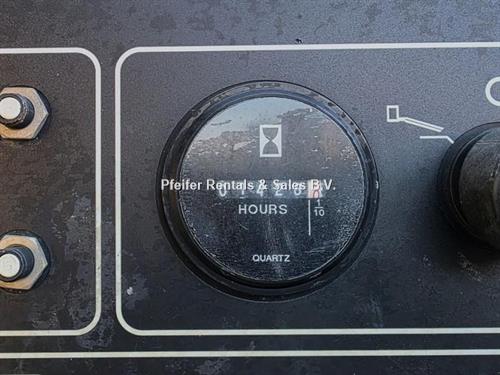 Pfeifer Rentals & Sales B.V.
HOURS
1/10
QUARTZ